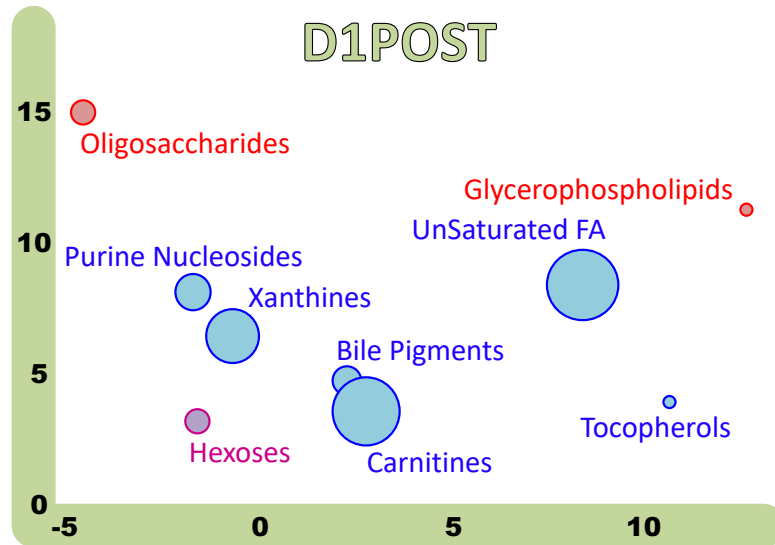 D1POST
15
Oligosaccharides
Glycerophospholipids
UnSaturated FA
10
Purine Nucleosides
Xanthines
Bile Pigments
5
Tocopherols
Hexoses
Carnitines
0
-5 0 5 10